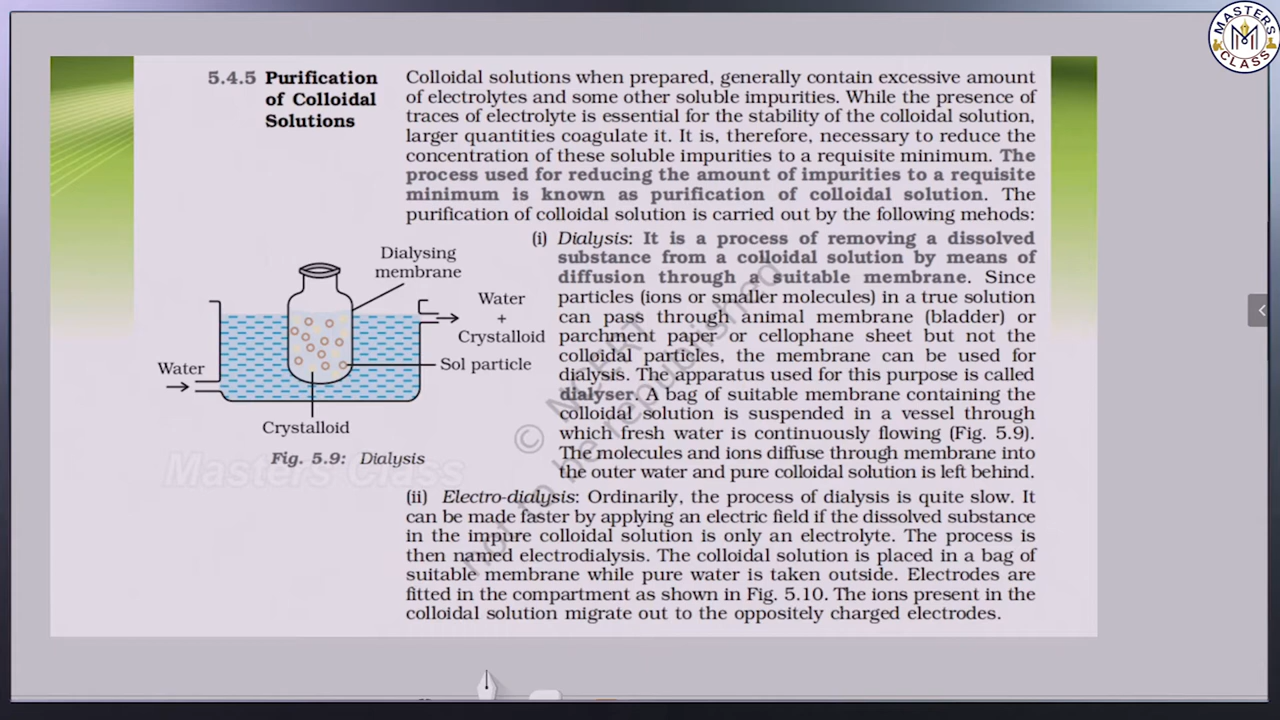 MASTERS
CLASS
5.4.5 Purification
of Colloidal
Solutions
Colloidal solutions when prepared, generally contain excessive amount
of electrolytes and some other soluble impurities. While the presence of
traces of electrolyte is essential for the stability of the colloidal solution,
larger quantities coagulate it. It is, therefore, necessary to reduce the
concentration of these soluble impurities to a requisite minimum. The
process used for reducing the amount of impurities to a requisite
minimum is known as purification of colloidal solution. The
purification of colloidal solution is carried out by the following mehods:
(i) Dialysis: It is a process of removing a dissolved
substance from a colloidal solution by means of
diffusion through a suitable membrane. Since
particles (ions or smaller molecules) in a true solution
can pass through animal membrane (bladder) or
parchment paper or cellophane sheet but not the
colloidal particles, the membrane can be used for
dialysis. The apparatus used for this purpose is called
dialyser. A bag of suitable membrane containing the
colloidal solution is suspended in a vessel through
which fresh water is continuously flowing (Fig. 5.9).
The molecules and ions diffuse through membrane into
the outer water and pure colloidal solution is left behind.
Dialysing
membrane
Water
+
Crystalloid
Sol particle
Water
Crystalloid
Fig. 5.9: Dialysis
Masters Class
(ii) Electro-dialysis: Ordinarily, the process of dialysis is quite slow. It
can be made faster by applying an electric field if the dissolved substance
in the impure colloidal solution is only an electrolyte. The process is
then named electrodialysis. The colloidal solution is placed in a bag of
suitable membrane while pure water is taken outside. Electrodes are
fitted in the compartment as shown in Fig. 5.10. The ions present in the
colloidal solution migrate out to the oppositely charged electrodes.
© NCERT
not to be republished